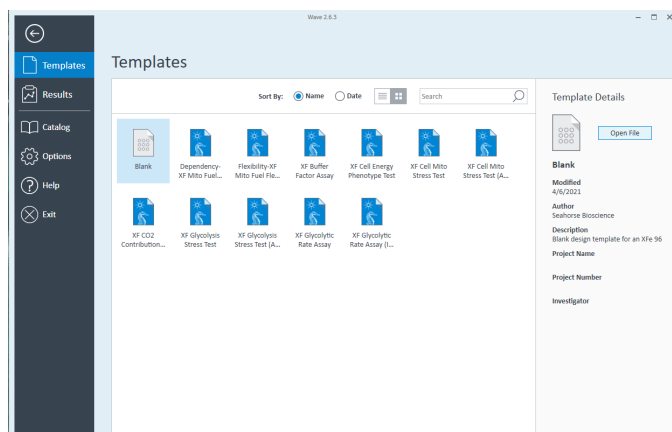 Wave 2.6.3
Templates
Results
Catalog
Options
Help
Exit
Templates
Sort By: Name Date Search
Blank
Dependency-
XF Mito Fuel...
Flexibility-XF
Mito Fuel Fle...
XF Buffer
Factor Assay
XF Cell Energy
Phenotype Test
XF Cell Mito
Stress Test
XF Cell Mito
Stress Test (A...
XF CO2
Contribution...
XF Glycolysis
Stress Test
XF Glycolysis
Stress Test (A...
XF Glycolytic
Rate Assay
XF Glycolytic
Rate Assay (I...
Template Details
Open File
Blank
Modified
4/6/2021
Author
Seahorse Bioscience
Description
Blank design template for an XFe 96
Project Name
Project Number
Investigator